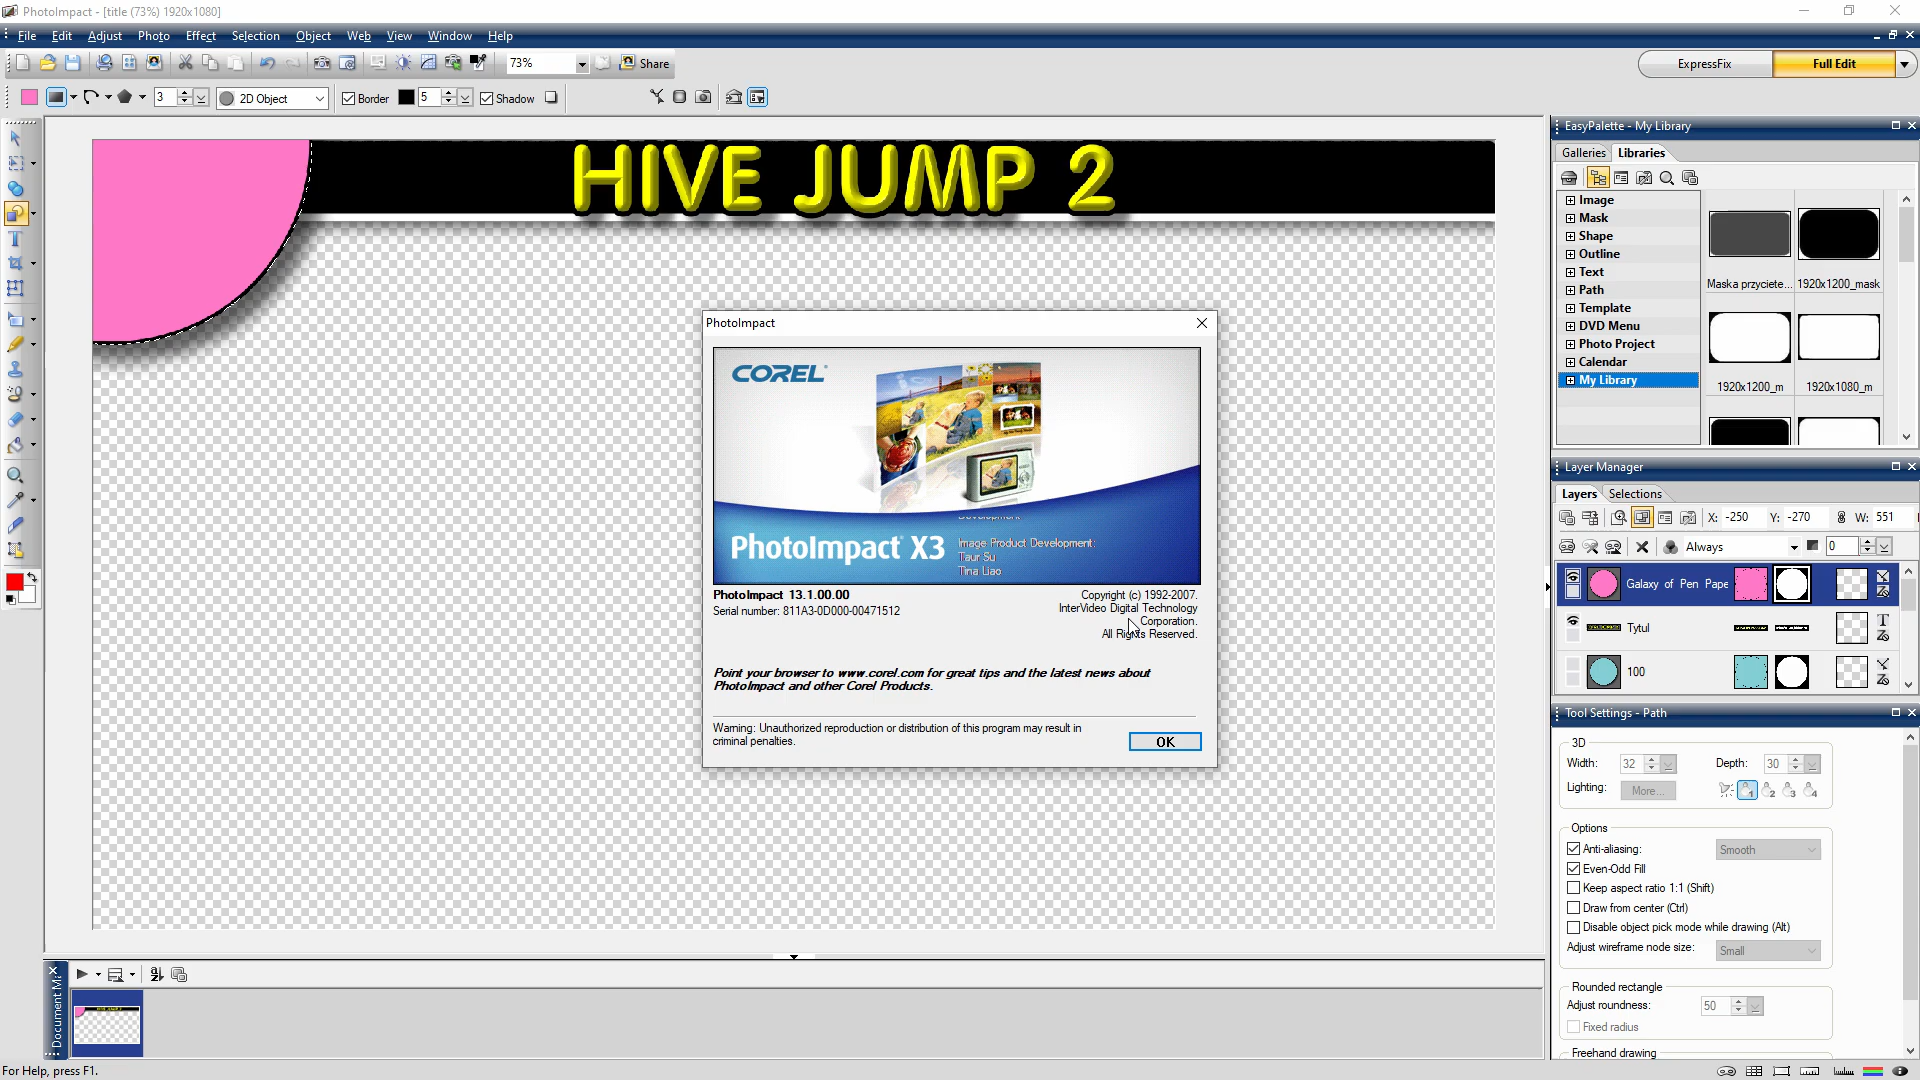 PhotoImpact - [title (73%) 1920x1080]
File Edit Adjust Photo Effect Selection Object Web View Window Help
73% Share ExpressFix Full Edit
3 2D Object Border 5 Shadow
HIVE JUMP 2
EasyPalette - My Library
Galleries Libraries
Image
Mask
Shape
Outline
Text
Path
Template
DVD Menu
Photo Project
Calendar
My Library
Maska przyciete... 1920x1200_mask
1920x1200_m 1920x1080_m
PhotoImpact
COREL
PhotoImpact X3
Image Product Development:
Taur Su
Tina Liao
PhotoImpact 13.1.00.00
Serial number: 811A3-0D000-00471512
Copyright (c) 1992-2007.
InterVideo Digital Technology
Corporation.
All Rights Reserved.
Point your browser to www.corel.com for great tips and the latest news about
PhotoImpact and other Corel Products.
Warning: Unauthorized reproduction or distribution of this program may result in
criminal penalties.
OK
Layer Manager
Layers Selections
X: -250 Y: -270 W: 551
Always 0
Galaxy of Pen Pape
Tytul
100
Tool Settings - Path
3D
Width: 32 Depth: 30
Lighting: More... 1 2 3 4
Options
Anti-aliasing: Smooth
Even-Odd Fill
Keep aspect ratio 1:1 (Shift)
Draw from center (Ctrl)
Disable object pick mode while drawing (Alt)
Adjust wireframe node size: Small
Rounded rectangle
Adjust roundness: 50
Fixed radius
Freehand drawing
Document Ma
For Help, press F1.